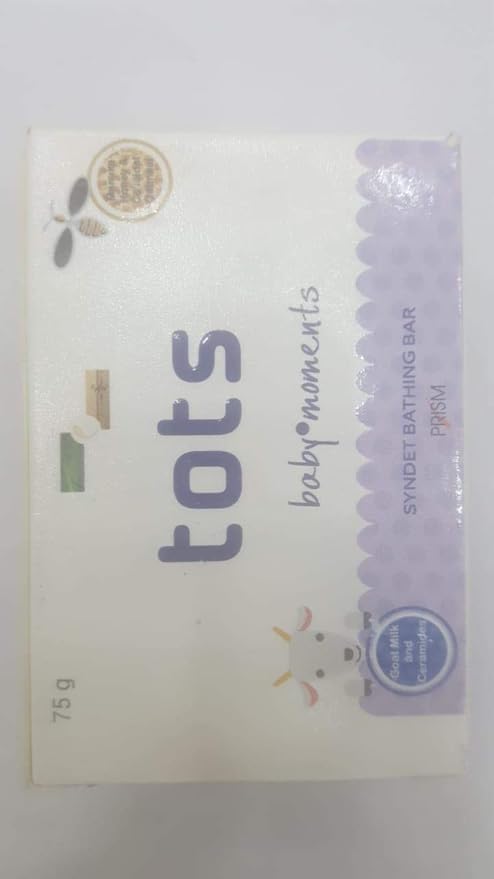 75 g
tots
baby moments
SYNDET BATHING BAR
PRISM
Goat Milk
and
Ceramides